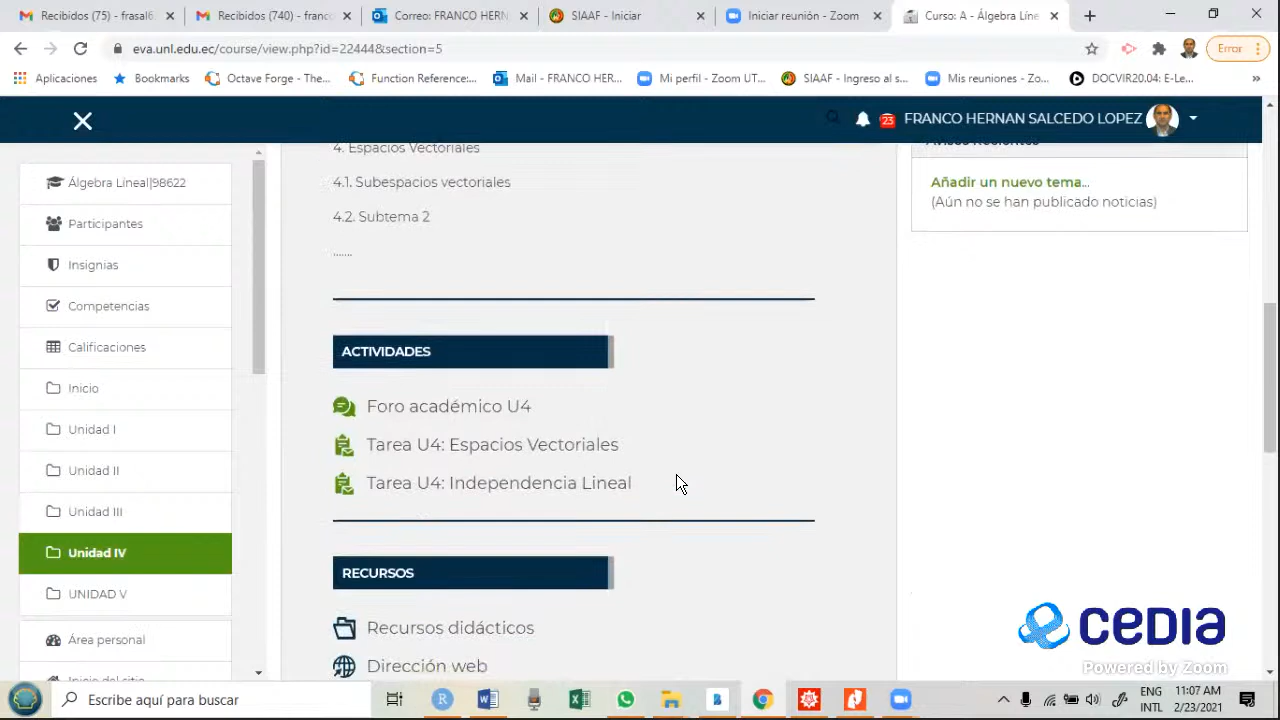 Recibidos (75) - frasal6
Recibidos (740) - franc
Correo: FRANCO HERN
SIAAF - Iniciar
Iniciar reunión - Zoom
Curso: A - Álgebra Líne
eva.unl.edu.ec/course/view.php?id=22444&section=5
Error
Aplicaciones
Bookmarks
Octave Forge - The...
Function Reference:...
Mail - FRANCO HER...
Mi perfil - Zoom UT...
SIAAF - Ingreso al s...
Mis reuniones - Zo...
DOCVIR20.04: E-Le...
»
23
FRANCO HERNAN SALCEDO LOPEZ
Álgebra Lineal|98622
Participantes
Insignias
Competencias
Calificaciones
Inicio
Unidad I
Unidad II
Unidad III
Unidad IV
UNIDAD V
Área personal
Inicio del sitio
4. Espacios Vectoriales
4.1. Subespacios vectoriales
4.2. Subtema 2
.......
ACTIVIDADES
Foro académico U4
Tarea U4: Espacios Vectoriales
Tarea U4: Independencia Lineal
RECURSOS
Recursos didácticos
Dirección web
Avisos Recientes
Añadir un nuevo tema...
(Aún no se han publicado noticias)
cedia
Powered by Zoom
Escribe aquí para buscar
ENG
INTL
11:07 AM
2/23/2021